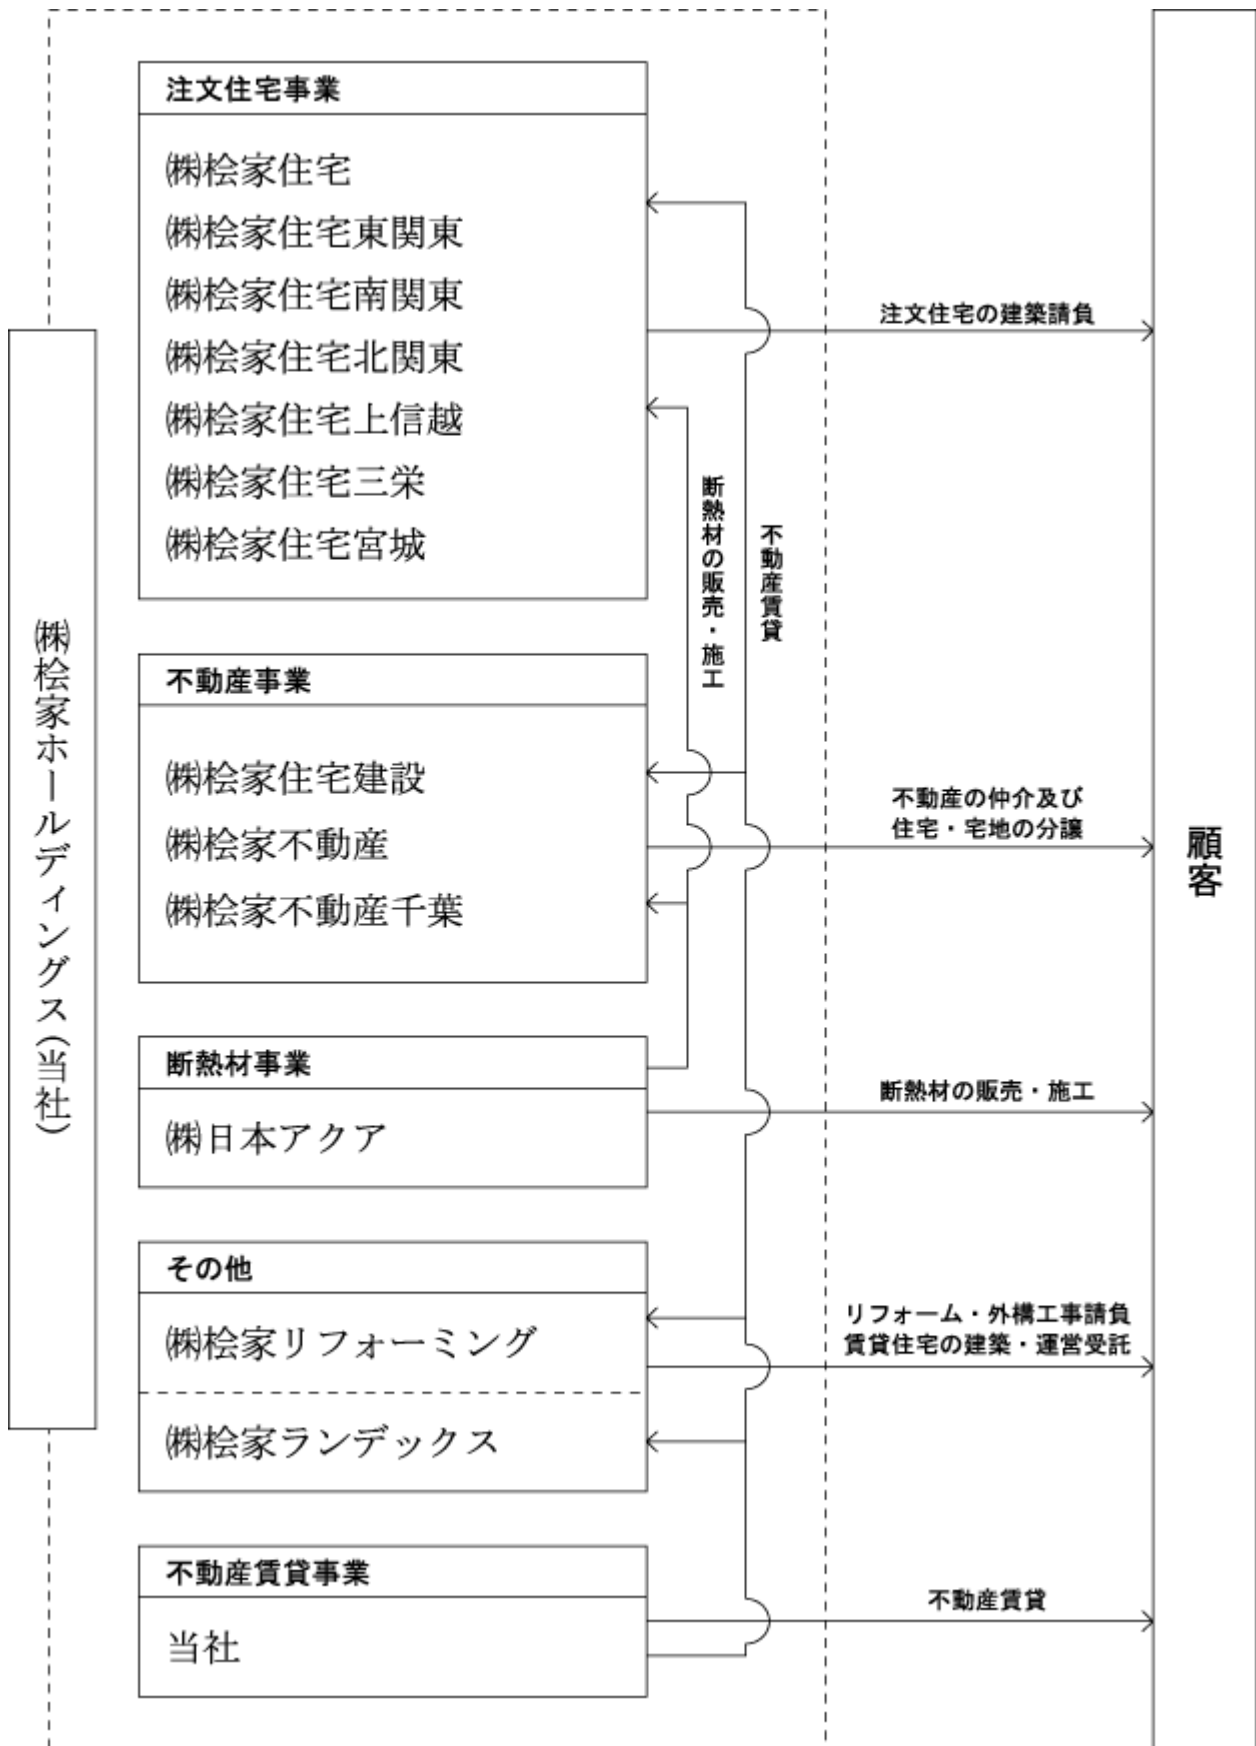 ㈱桧家ホールディングス(当社)
注文住宅事業
㈱桧家住宅
㈱桧家住宅東関東
㈱桧家住宅南関東
㈱桧家住宅北関東
㈱桧家住宅上信越
㈱桧家住宅三栄
㈱桧家住宅宮城
不動産事業
㈱桧家住宅建設
㈱桧家不動産
㈱桧家不動産千葉
断熱材事業
㈱日本アクア
その他
㈱桧家リフォーミング
㈱桧家ランデックス
不動産賃貸事業
当社
断熱材の販売・施工
不動産賃貸
注文住宅の建築請負
不動産の仲介及び
住宅・宅地の分譲
断熱材の販売・施工
リフォーム・外構工事請負
賃貸住宅の建築・運営受託
不動産賃貸
顧客